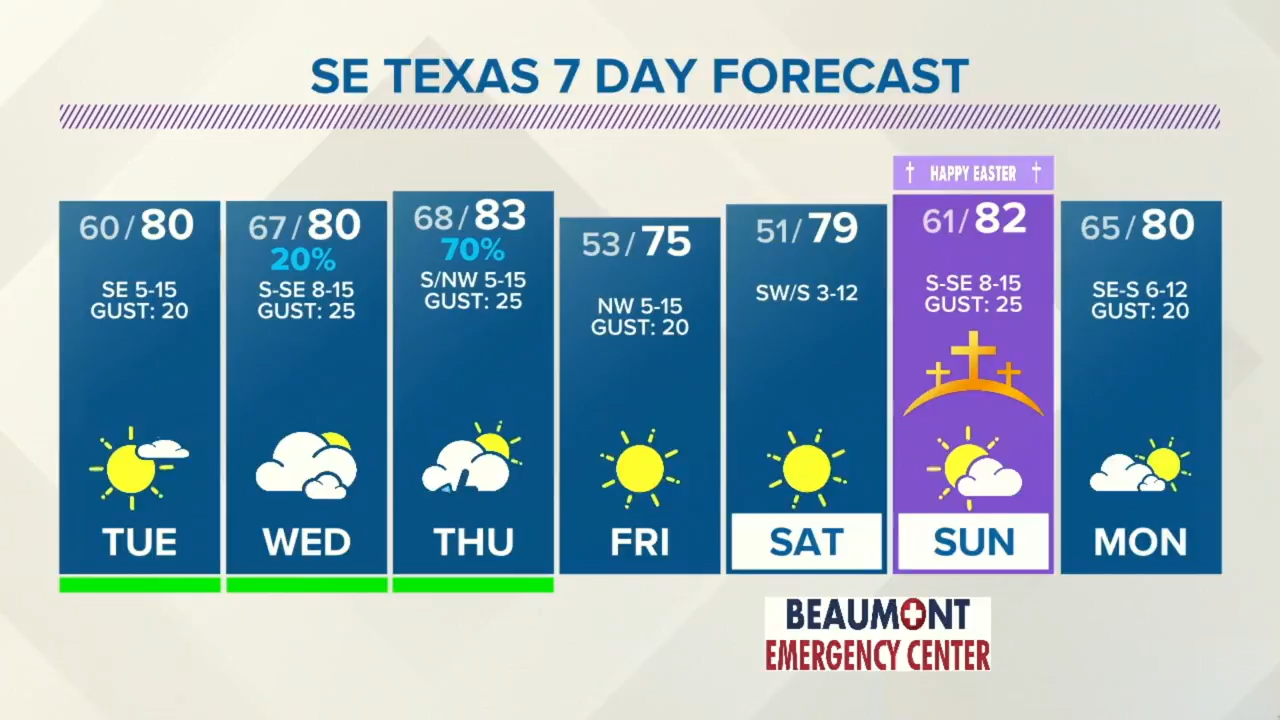 SE TEXAS 7 DAY FORECAST
HAPPY EASTER
60/80
SE 5-15
GUST: 20
TUE
67/80
20%
S-SE 8-15
GUST: 25
WED
68/83
70%
S/NW 5-15
GUST: 25
THU
53/75
NW 5-15
GUST: 20
FRI
51/79
SW/S 3-12
SAT
61/82
S-SE 8-15
GUST: 25
SUN
65/80
SE-S 6-12
GUST: 20
MON
BEAUMONT
EMERGENCY CENTER